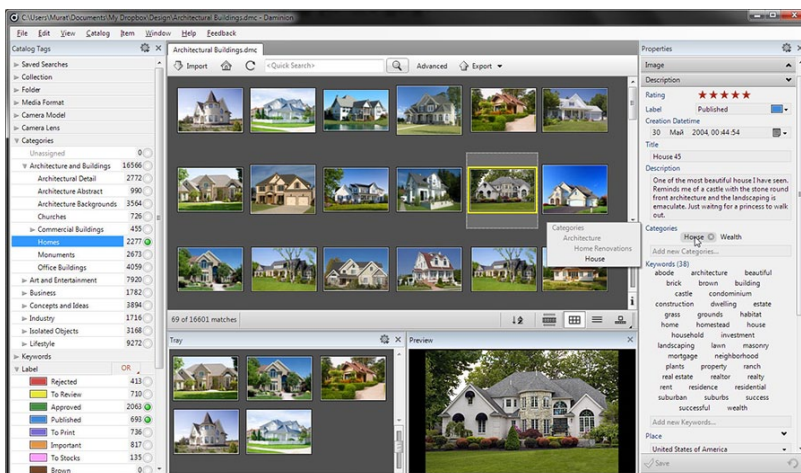 C:\Users\Murat\Documents\My Dropbox\Design\Architectural Buildings.dmc - Daminion
File Edit View Catalog Item Window Help Feedback
Catalog Tags
Saved Searches
Collection
Folder
Media Format
Camera Model
Camera Lens
Categories
Unassigned 0
Architecture and Buildings 16566
Architectural Detail 2772
Architecture Abstract 990
Architecture Backgrounds 3564
Churches 726
Commercial Buildings 455
Homes 2277
Monuments 2673
Office Buildings 4059
Art and Entertainment 7920
Business 1782
Concepts and Ideas 3894
Industry 1716
Isolated Objects 3168
Lifestyle 9272
Keywords
Label OR
Rejected 413
To Review 710
Approved 2063
Published 693
To Print 736
Important 817
To Stocks 135
Brown 0
Architectural Buildings.dmc
Import <Quick Search> Advanced Export
Categories
Architecture
Home Renovations
House
69 of 16601 matches
Tray
Preview
Properties
Image
Description
Rating
Label Published
Creation Datetime
30 Май 2004, 00:44:54
Title
House 45
Description
One of the most beautiful house I have seen.
Reminds me of a castle with the stone round
front architecture and the landscaping is
emaculate. Just waitng for a princess to walk
out.
Categories
House Wealth
Add new Categories...
Keywords (38)
abode architecture beautiful
brick brown building
castle condominium
construction dwelling estate
grass grounds habitat
home homestead house
household investment
landscaping lawn masonry
mortgage neighborhood
plants property ranch
real estate realtor realty
rent residence residential
suburban suburbs success
successful wealth
Add new Keywords...
Place
United States of America
Save